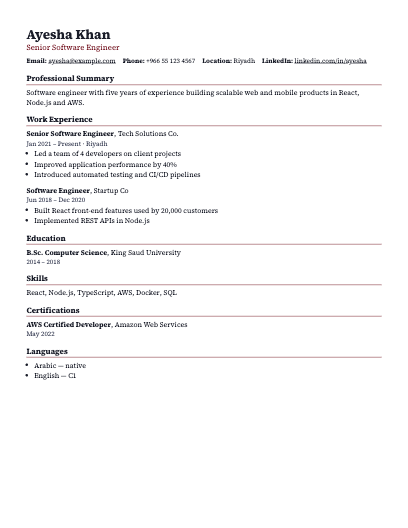 Ayesha Khan
Senior Software Engineer
Email: ayesha@example.com Phone: +966 55 123 4567 Location: Riyadh LinkedIn: linkedin.com/in/ayesha
Professional Summary
Software engineer with five years of experience building scalable web and mobile products in React,
Node.js and AWS.
Work Experience
Senior Software Engineer, Tech Solutions Co.
Jan 2021 – Present · Riyadh
• Led a team of 4 developers on client projects
• Improved application performance by 40%
• Introduced automated testing and CI/CD pipelines
Software Engineer, Startup Co
Jun 2018 – Dec 2020
• Built React front-end features used by 20,000 customers
• Implemented REST APIs in Node.js
Education
B.Sc. Computer Science, King Saud University
2014 – 2018
Skills
React, Node.js, TypeScript, AWS, Docker, SQL
Certifications
AWS Certified Developer, Amazon Web Services
May 2022
Languages
• Arabic — native
• English — C1